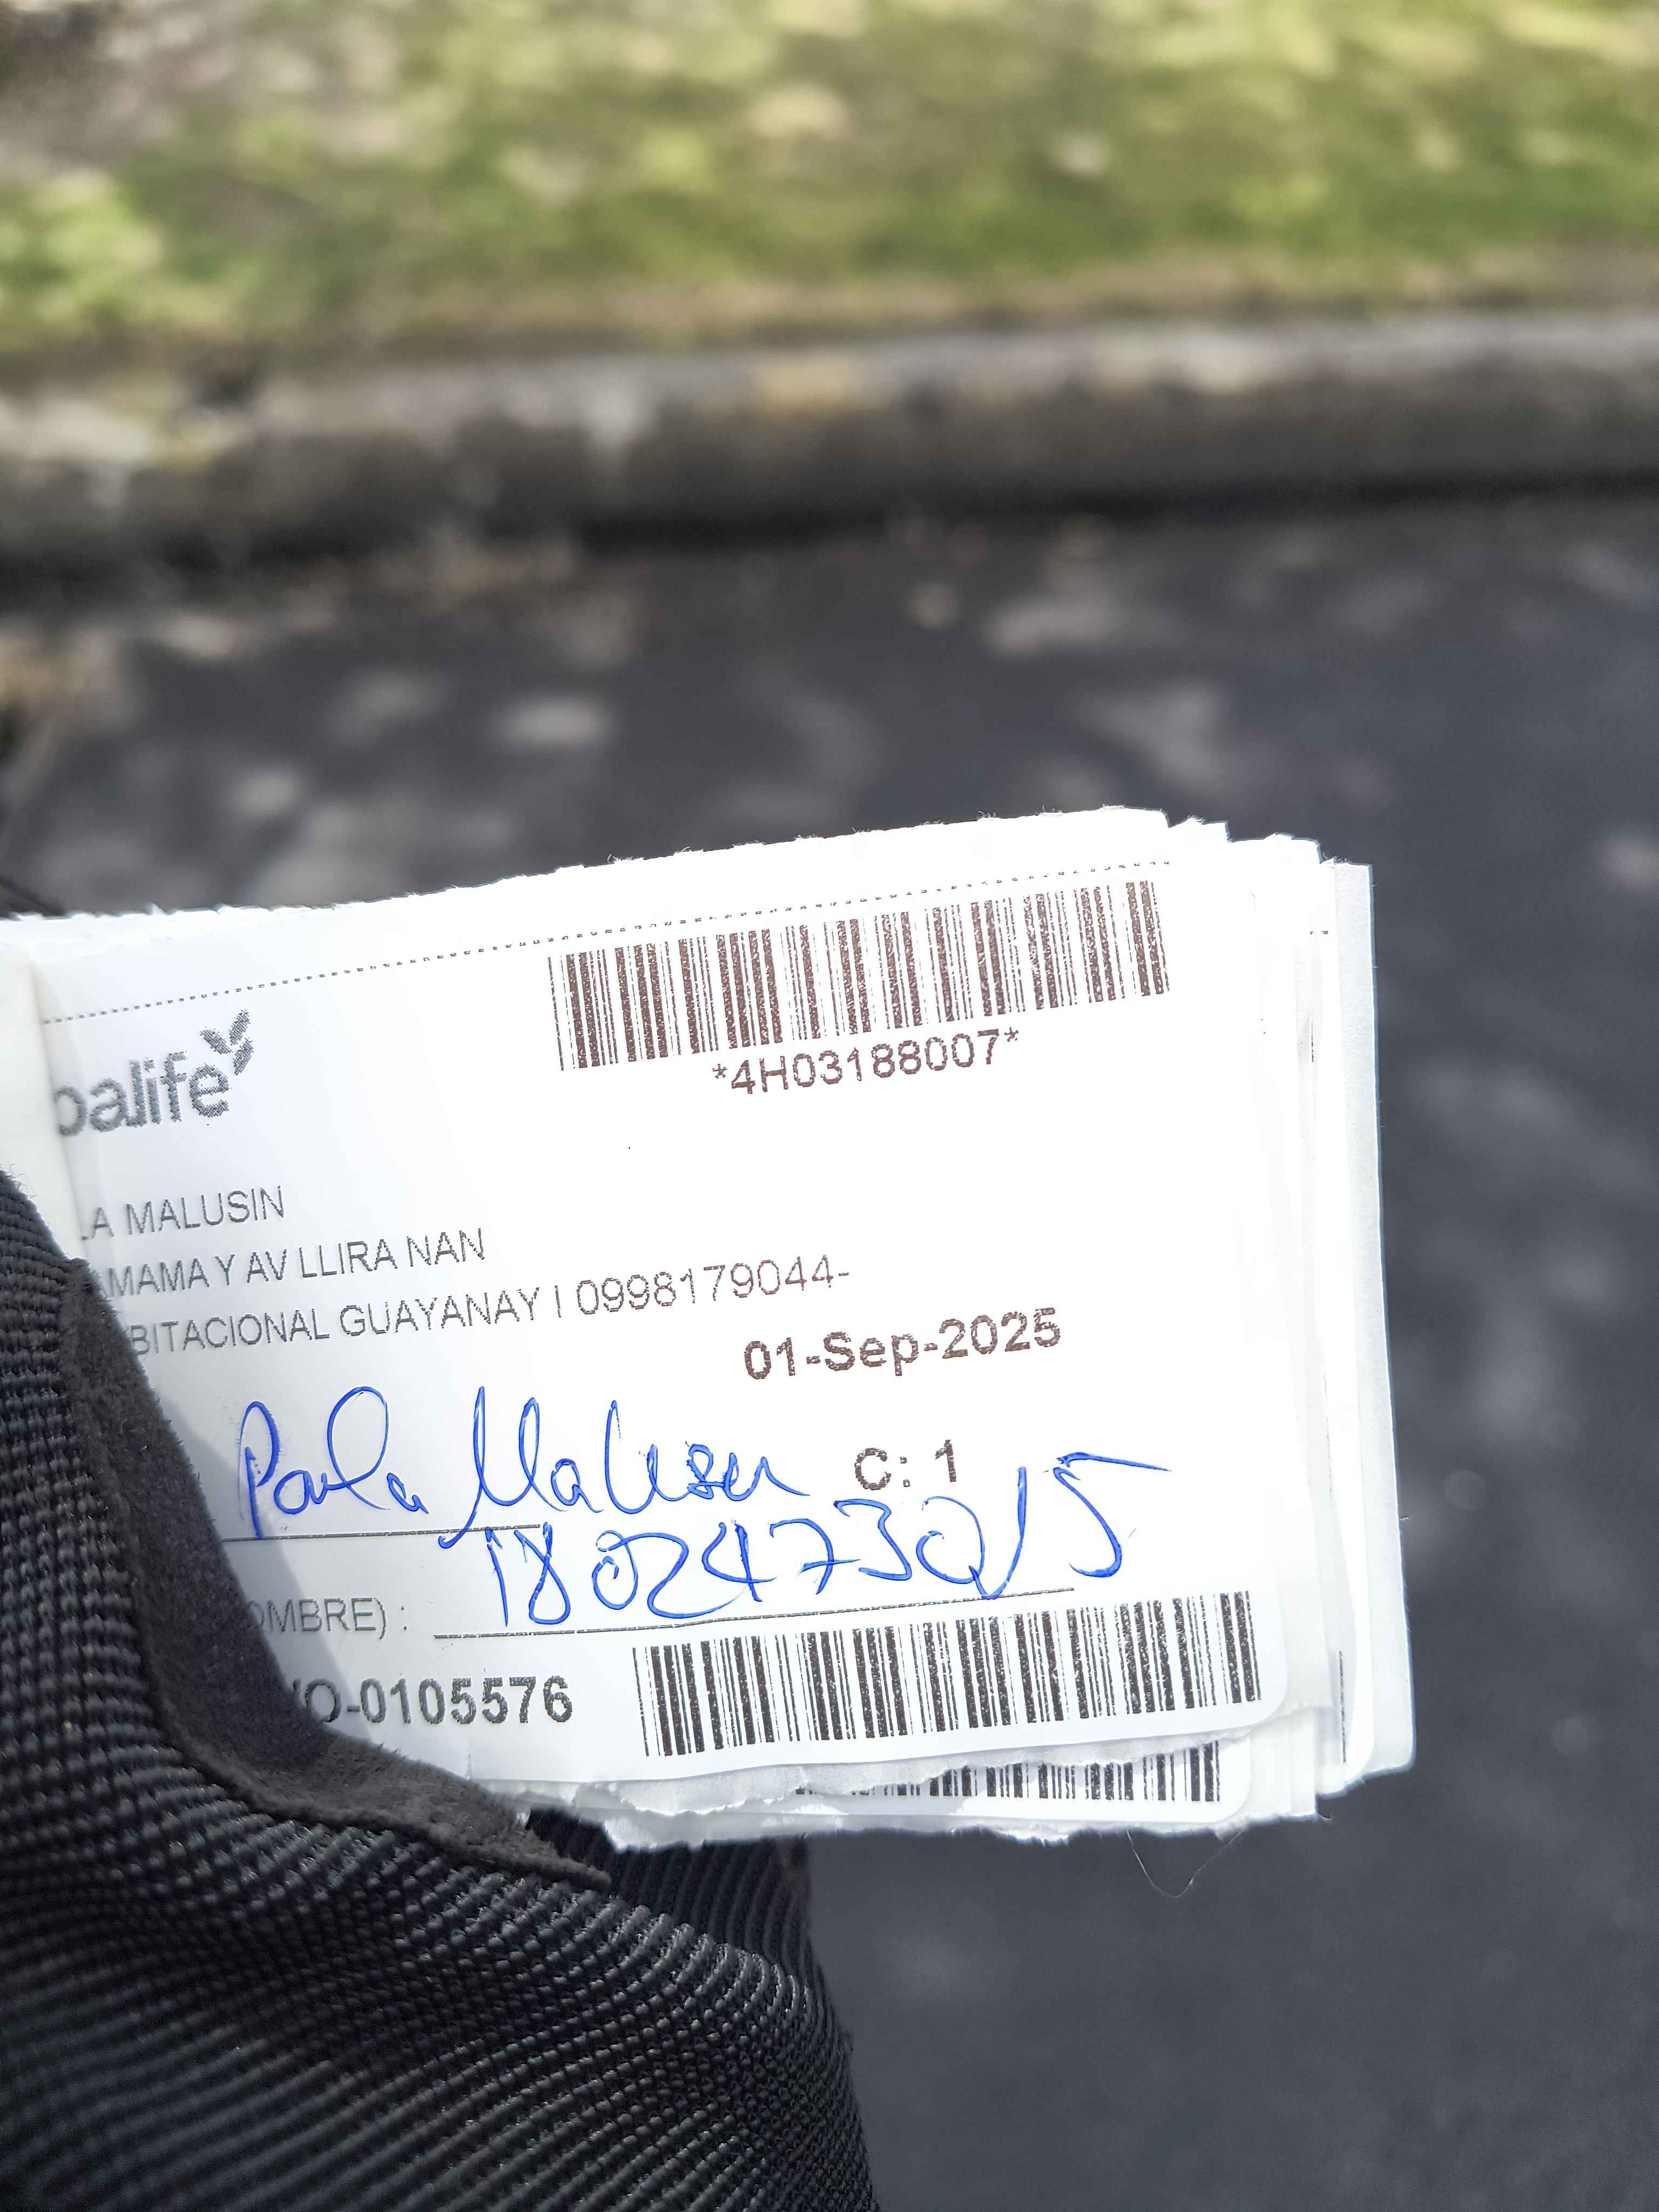 balife
*4H03188007*
LA MALUSIN
AMAMA Y AV LLIRA NAN
BITACIONAL GUAYANAY I 0998179044-
01-Sep-2025
Paula Malusin C: 1
1802473015
OMBRE) :
VO-0105576